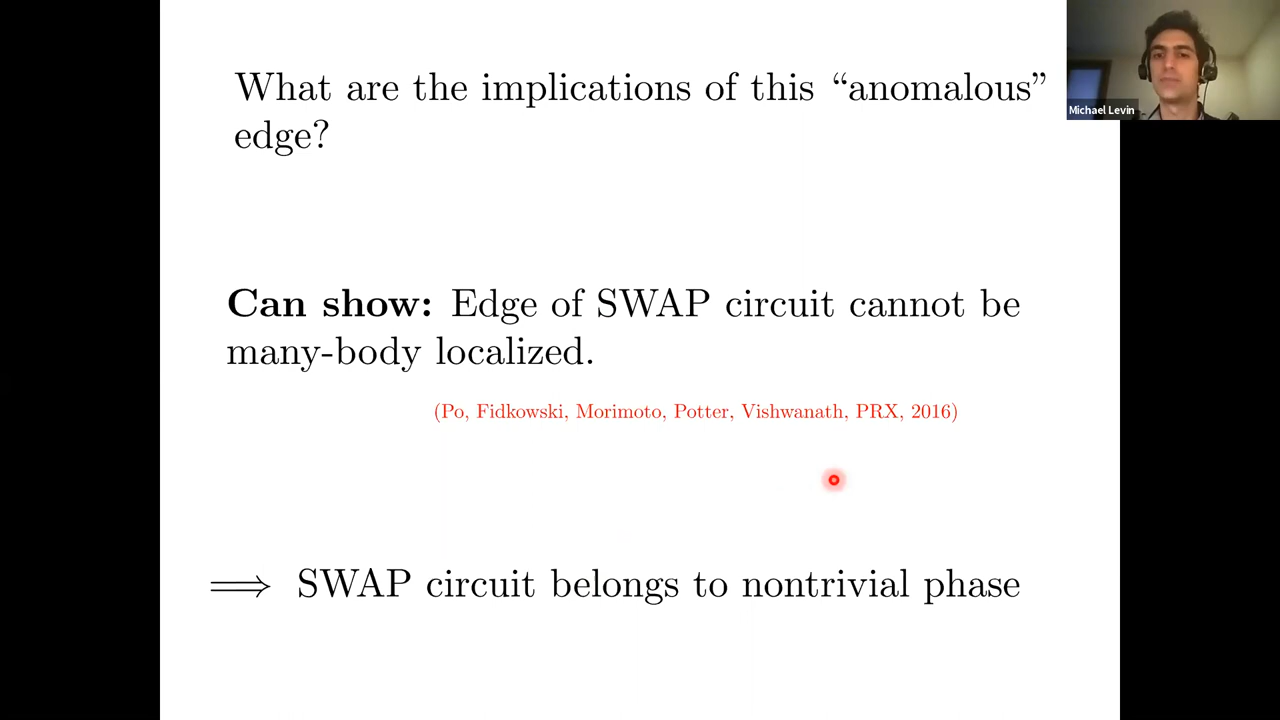 What are the implications of this “anomalous”
edge?
Michael Levin
Can show: Edge of SWAP circuit cannot be
many-body localized.
(Po, Fidkowski, Morimoto, Potter, Vishwanath, PRX, 2016)
⟹ SWAP circuit belongs to nontrivial phase